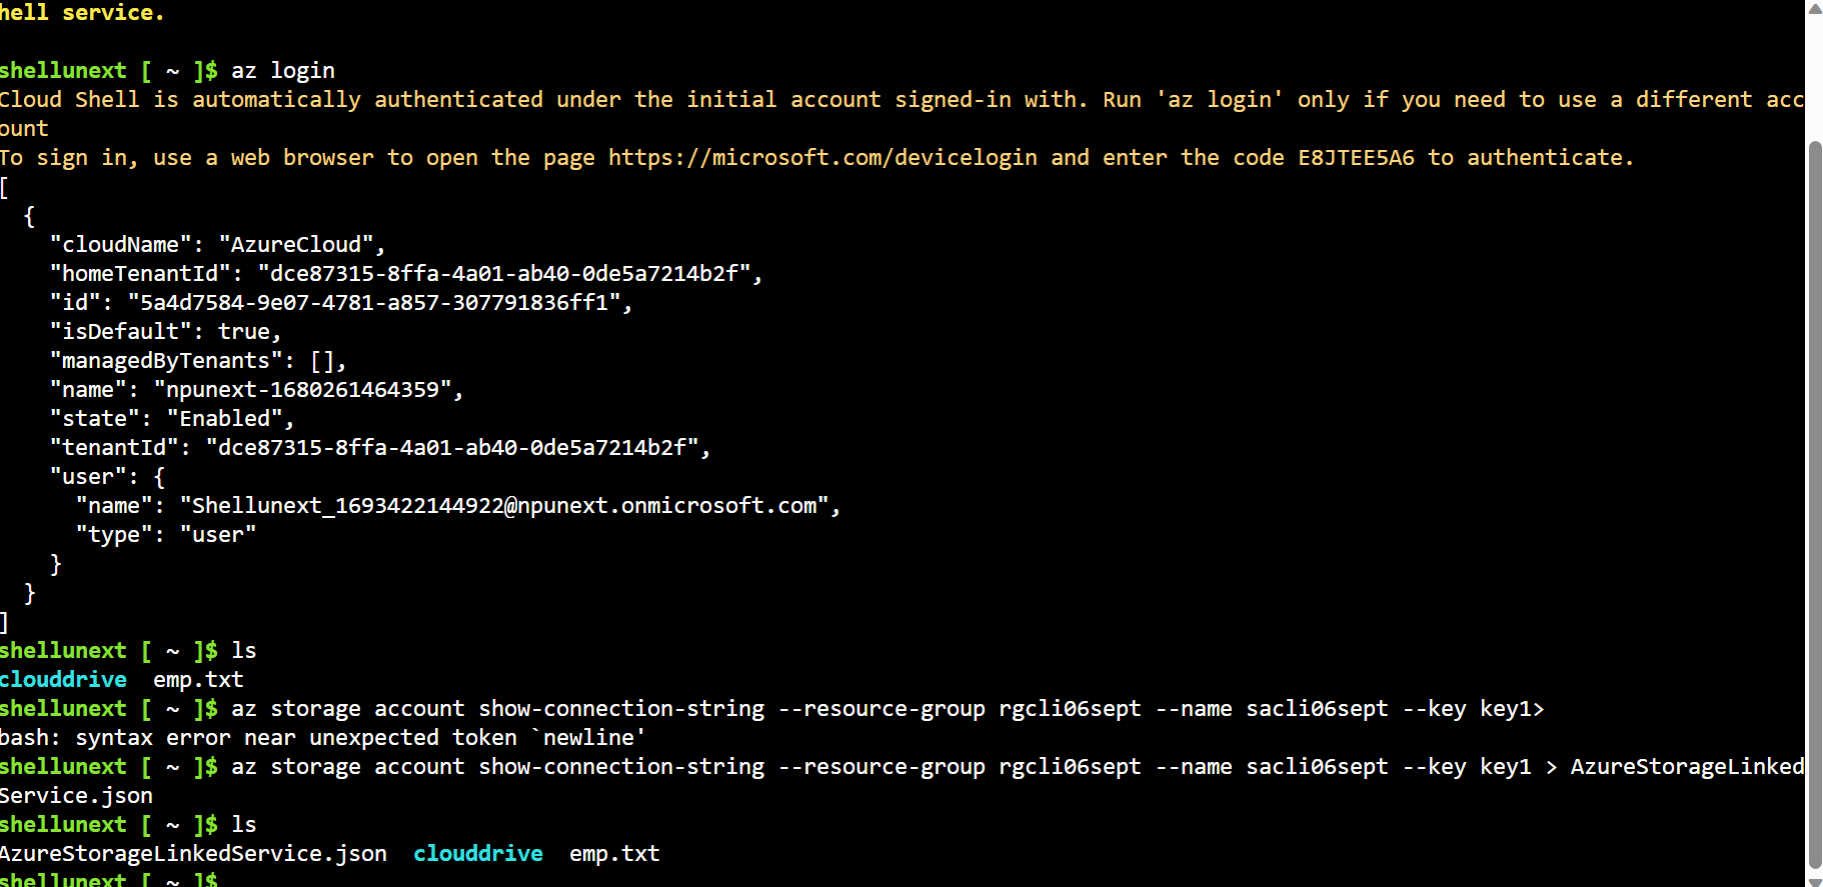 hell service.
shellunext [ ~ ]$ az login
Cloud Shell is automatically authenticated under the initial account signed-in with. Run 'az login' only if you need to use a different acc
ount
To sign in, use a web browser to open the page https://microsoft.com/devicelogin and enter the code E8JTEE5A6 to authenticate.
[
  {
    "cloudName": "AzureCloud",
    "homeTenantId": "dce87315-8ffa-4a01-ab40-0de5a7214b2f",
    "id": "5a4d7584-9e07-4781-a857-307791836ff1",
    "isDefault": true,
    "managedByTenants": [],
    "name": "npunext-1680261464359",
    "state": "Enabled",
    "tenantId": "dce87315-8ffa-4a01-ab40-0de5a7214b2f",
    "user": {
      "name": "Shellunext_1693422144922@npunext.onmicrosoft.com",
      "type": "user"
    }
  }
]
shellunext [ ~ ]$ ls
clouddrive  emp.txt
shellunext [ ~ ]$ az storage account show-connection-string --resource-group rgcli06sept --name sacli06sept --key key1>
bash: syntax error near unexpected token `newline'
shellunext [ ~ ]$ az storage account show-connection-string --resource-group rgcli06sept --name sacli06sept --key key1 > AzureStorageLinked
Service.json
shellunext [ ~ ]$ ls
AzureStorageLinkedService.json  clouddrive  emp.txt
shellunext [ ~ ]$